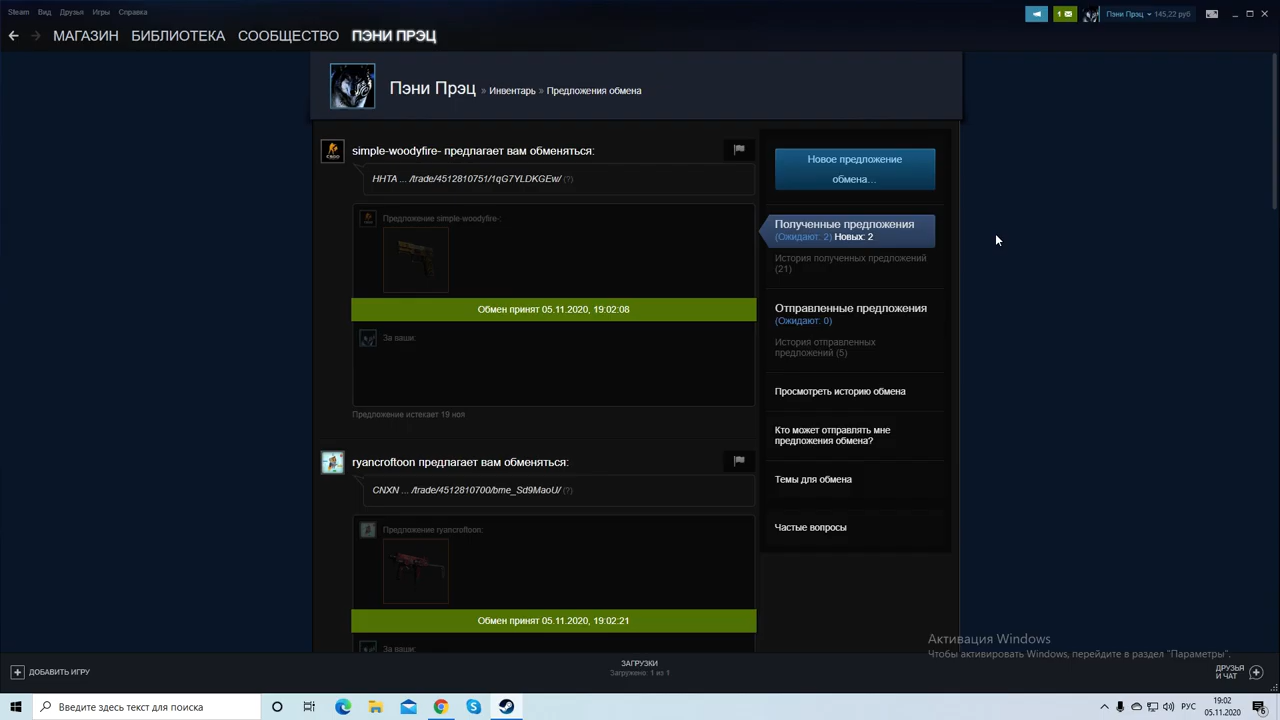 Steam Вид Друзья Игры Справка
1
Пэни Прэц 145,22 руб
МАГАЗИН БИБЛИОТЕКА СООБЩЕСТВО ПЭНИ ПРЭЦ
Пэни Прэц » Инвентарь » Предложения обмена
simple-woodyfire- предлагает вам обменяться:
HHTA ... /trade/4512810751/1qG7YLDKGEw/ (?)
Предложение simple-woodyfire-:
Обмен принят 05.11.2020, 19:02:08
За ваши:
Предложение истекает 19 ноя
ryancroftoon предлагает вам обменяться:
CNXN ... /trade/4512810700/bme_Sd9MaoU/ (?)
Предложение ryancroftoon:
Обмен принят 05.11.2020, 19:02:21
За ваши:
Новое предложение
обмена...
Полученные предложения
(Ожидают: 2) Новых: 2
История полученных предложений
(21)
Отправленные предложения
(Ожидают: 0)
История отправленных
предложений (5)
Просмотреть историю обмена
Кто может отправлять мне
предложения обмена?
Темы для обмена
Частые вопросы
Активация Windows
Чтобы активировать Windows, перейдите в раздел "Параметры".
ДОБАВИТЬ ИГРУ
ЗАГРУЗКИ
Загружено: 1 из 1
ДРУЗЬЯ
И ЧАТ
Введите здесь текст для поиска
РУС
19:02
05.11.2020
6